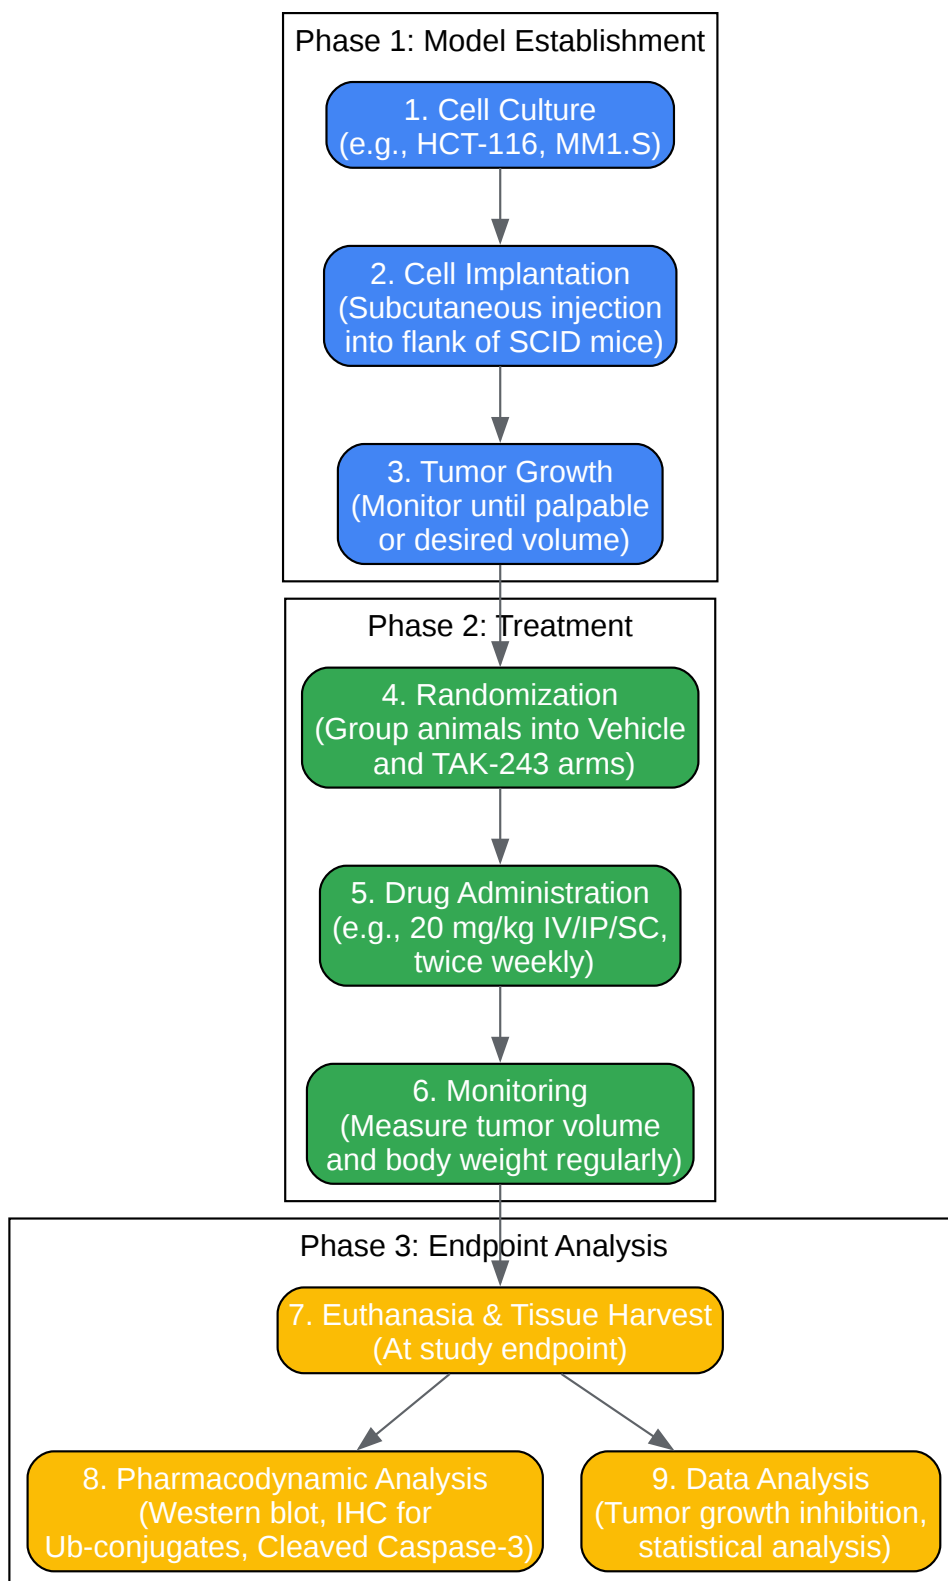 Phase 1: Model Establishment
1. Cell Culture
(e.g., HCT-116, MM1.S)
2. Cell Implantation
(Subcutaneous injection
into flank of SCID mice)
3. Tumor Growth
(Monitor until palpable
or desired volume)
Phase 2: Treatment
4. Randomization
(Group animals into Vehicle
and TAK-243 arms)
5. Drug Administration
(e.g., 20 mg/kg IV/IP/SC,
twice weekly)
6. Monitoring
(Measure tumor volume
and body weight regularly)
Phase 3: Endpoint Analysis
7. Euthanasia & Tissue Harvest
(At study endpoint)
8. Pharmacodynamic Analysis
(Western blot, IHC for
Ub-conjugates, Cleaved Caspase-3)
9. Data Analysis
(Tumor growth inhibition,
statistical analysis)